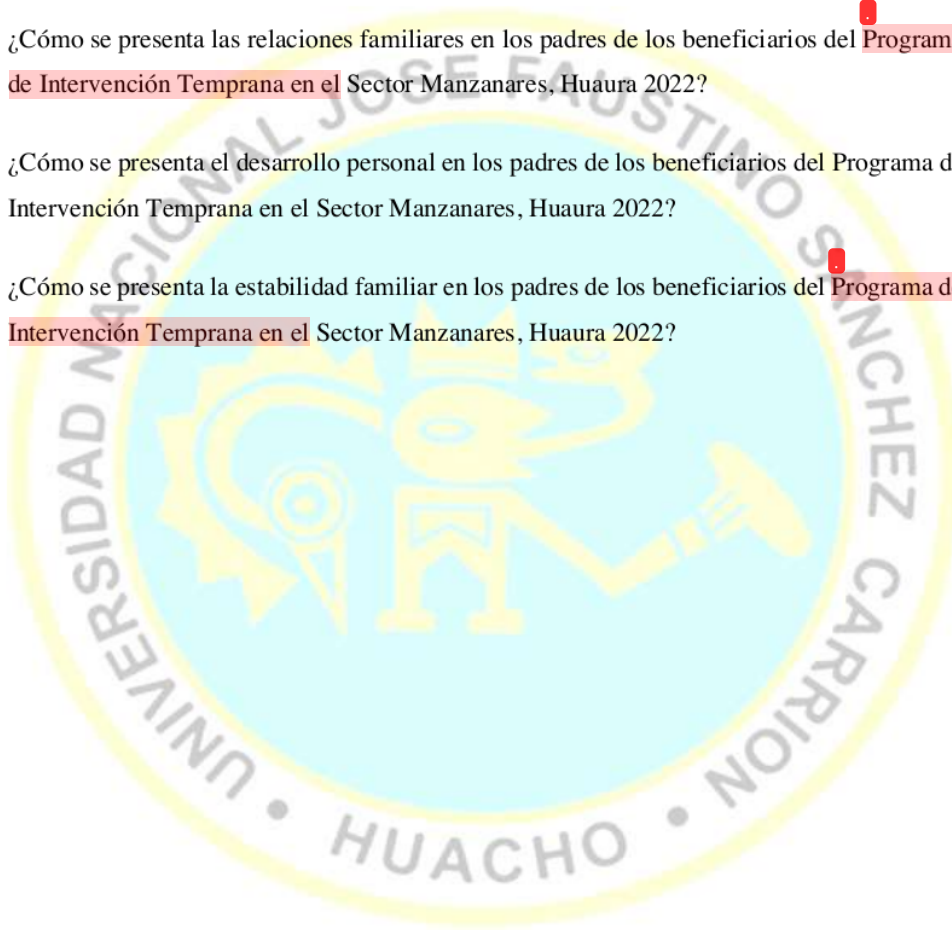 ¿Cómo se presenta las relaciones familiares en los padres de los beneficiarios del Program
de Intervención Temprana en el Sector Manzanares, Huaura 2022?
¿Cómo se presenta el desarrollo personal en los padres de los beneficiarios del Programa d
Intervención Temprana en el Sector Manzanares, Huaura 2022?
¿Cómo se presenta la estabilidad familiar en los padres de los beneficiarios del Programa d
Intervención Temprana en el Sector Manzanares, Huaura 2022?
UNIVERSIDAD NACIONAL JOSE FAUSTINO SANCHEZ CARRION
• HUACHO •